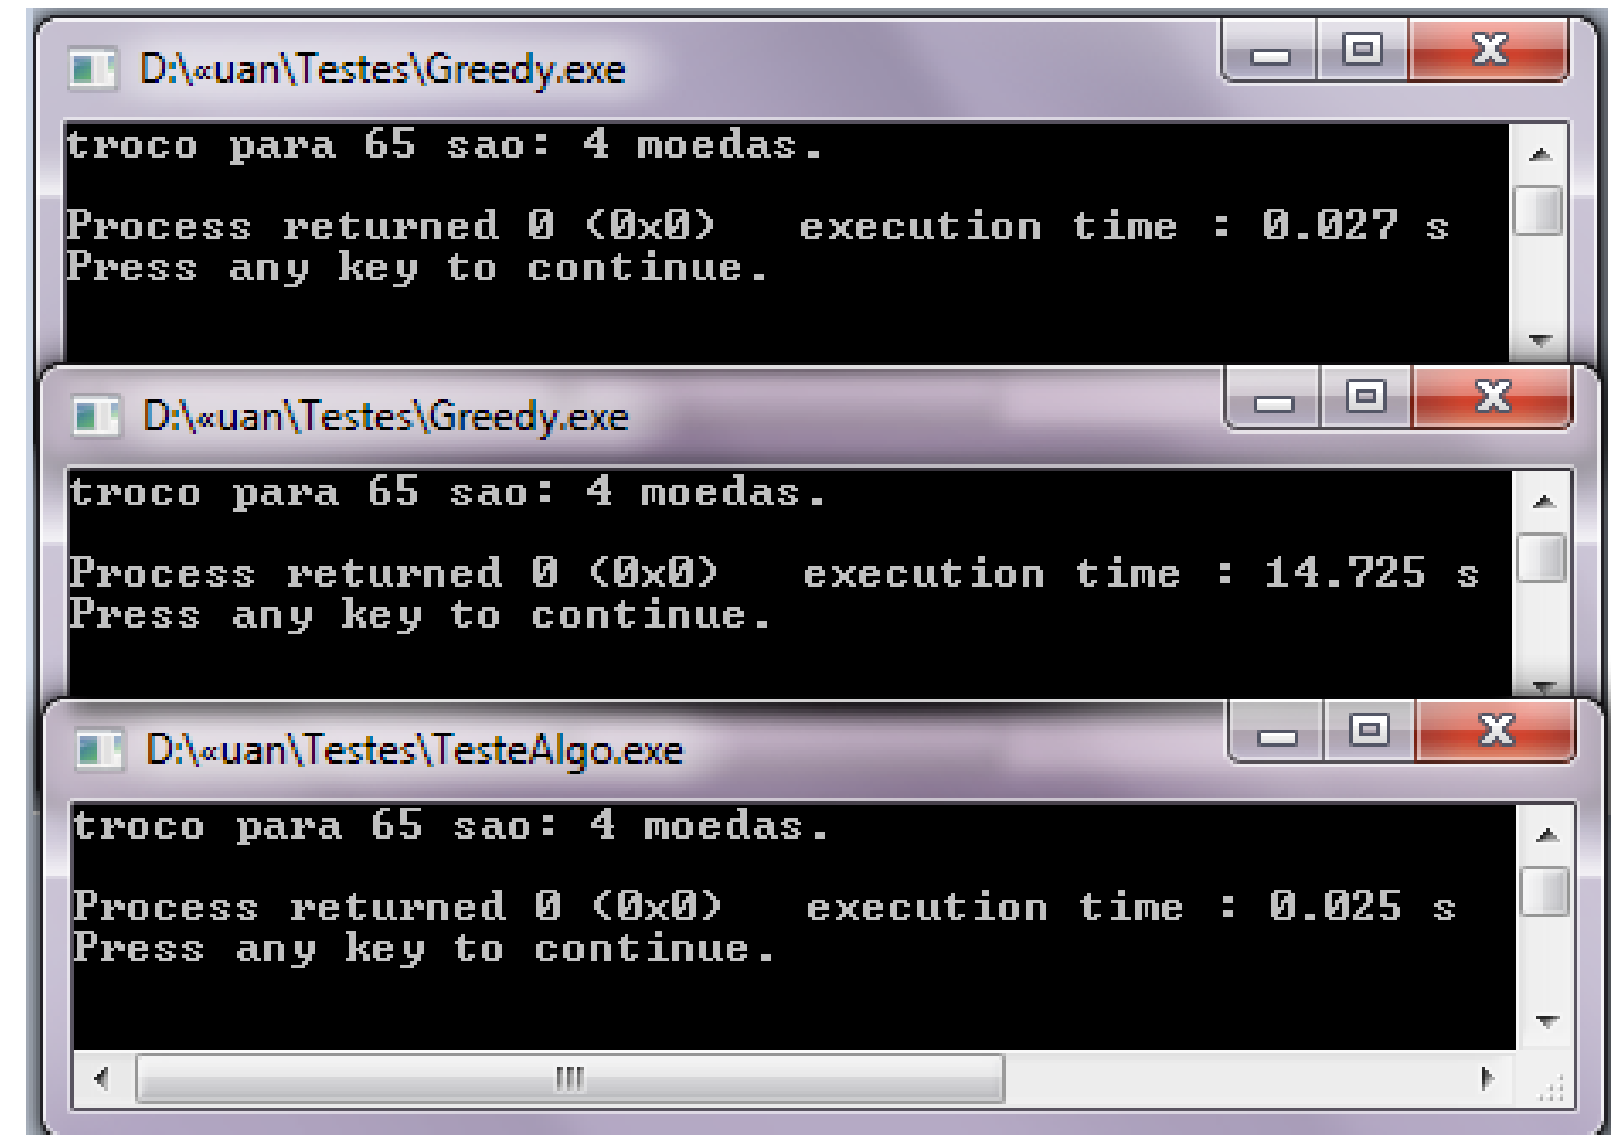 D:\«uan\Testes\Greedy.exe
troco para 65 sao: 4 moedas.
Process returned 0 (0x0)   execution time : 0.027 s
Press any key to continue.
D:\«uan\Testes\Greedy.exe
troco para 65 sao: 4 moedas.
Process returned 0 (0x0)   execution time : 14.725 s
Press any key to continue.
D:\«uan\Testes\TesteAlgo.exe
troco para 65 sao: 4 moedas.
Process returned 0 (0x0)   execution time : 0.025 s
Press any key to continue.